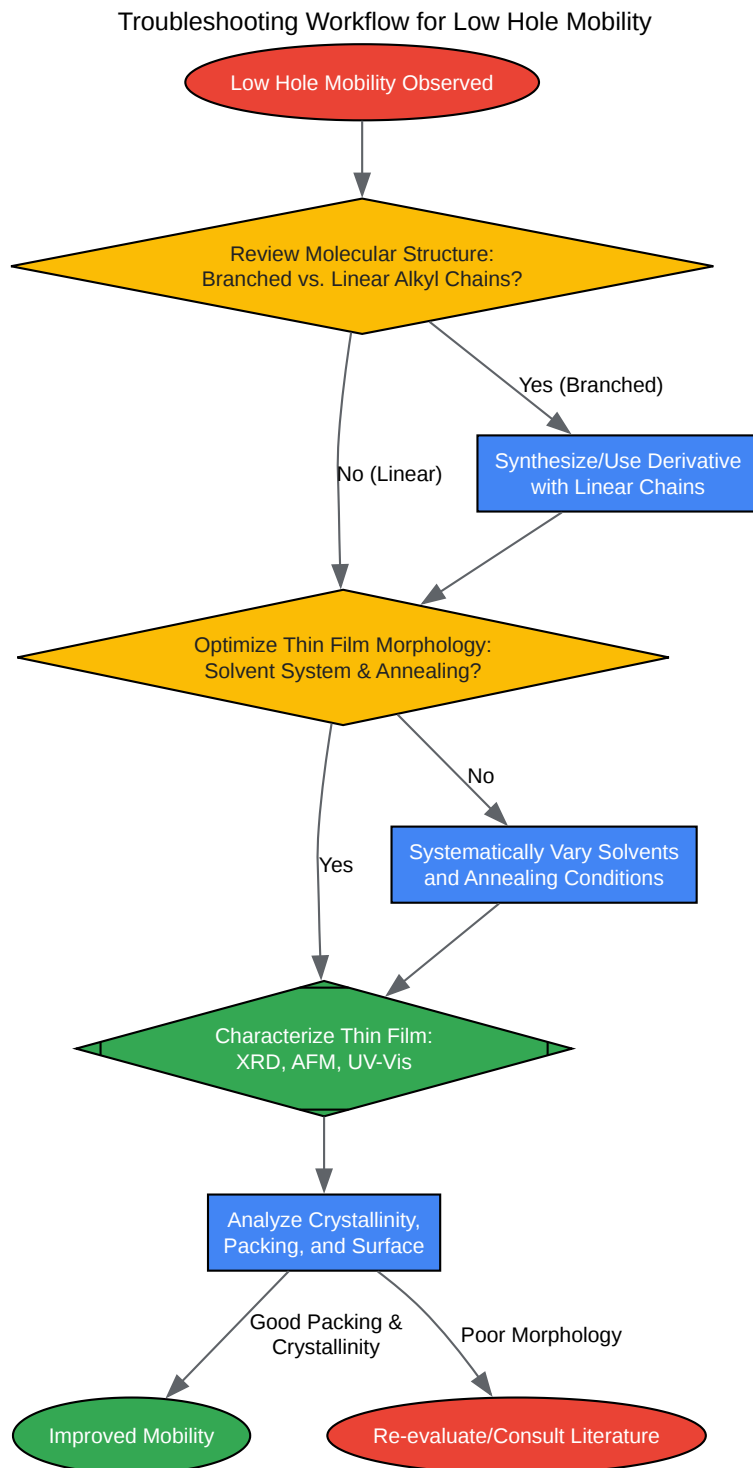 Troubleshooting Workflow for Low Hole Mobility
Low Hole Mobility Observed
Review Molecular Structure:
Branched vs. Linear Alkyl Chains?
Yes (Branched)
No (Linear)
Synthesize/Use Derivative
with Linear Chains
Optimize Thin Film Morphology:
Solvent System & Annealing?
No
Yes
Systematically Vary Solvents
and Annealing Conditions
Characterize Thin Film:
XRD, AFM, UV-Vis
Analyze Crystallinity,
Packing, and Surface
Good Packing &
Crystallinity
Poor Morphology
Improved Mobility
Re-evaluate/Consult Literature